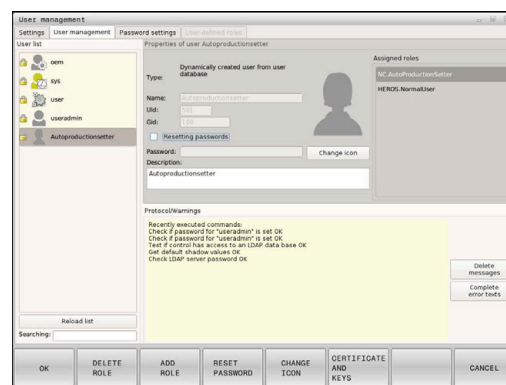 User management
Settings User management Password settings User defined roles
User list
oem
sys
user
useradmin
Autoproductionsetter
Reload list
Searching:
Properties of user Autoproductionsetter
Type: Dynamically created user from user database
Name: Autoproductionsetter
Uid: 501
Gid: 100
Resetting passwords
Password:
Change icon
Description:
Autoproductionsetter
Assigned roles
NC.AutoProductionSetter
HEROS.NormalUser
Protocol/Warnings
Recently executed commands:
Check if password for "useradmin" is set OK
Check if password for "useradmin" is set OK
Test if control has access to an LDAP data base OK
Get default shadow values OK
Check LDAP server password OK
Delete messages
Complete error texts
OK
DELETE ROLE
ADD ROLE
RESET PASSWORD
CHANGE ICON
CERTIFICATE AND KEYS
CANCEL